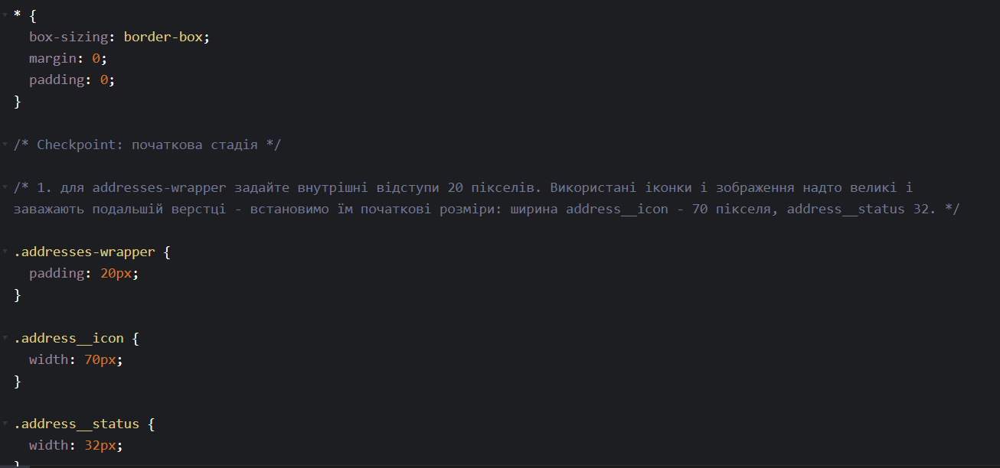 * {
box-sizing: border-box;
margin: 0;
padding: 0;
}
/* Checkpoint: початкова стадія */
/* 1. для addresses-wrapper задайте внутрішні відступи 20 пікселів. Використані іконки і зображення надто великі і
заважають подальшій верстці - встановимо їм початкові розміри: ширина address__icon - 70 пікселя, address__status 32. */
.addresses-wrapper {
padding: 20px;
}
.address__icon {
width: 70px;
}
.address__status {
width: 32px;
}